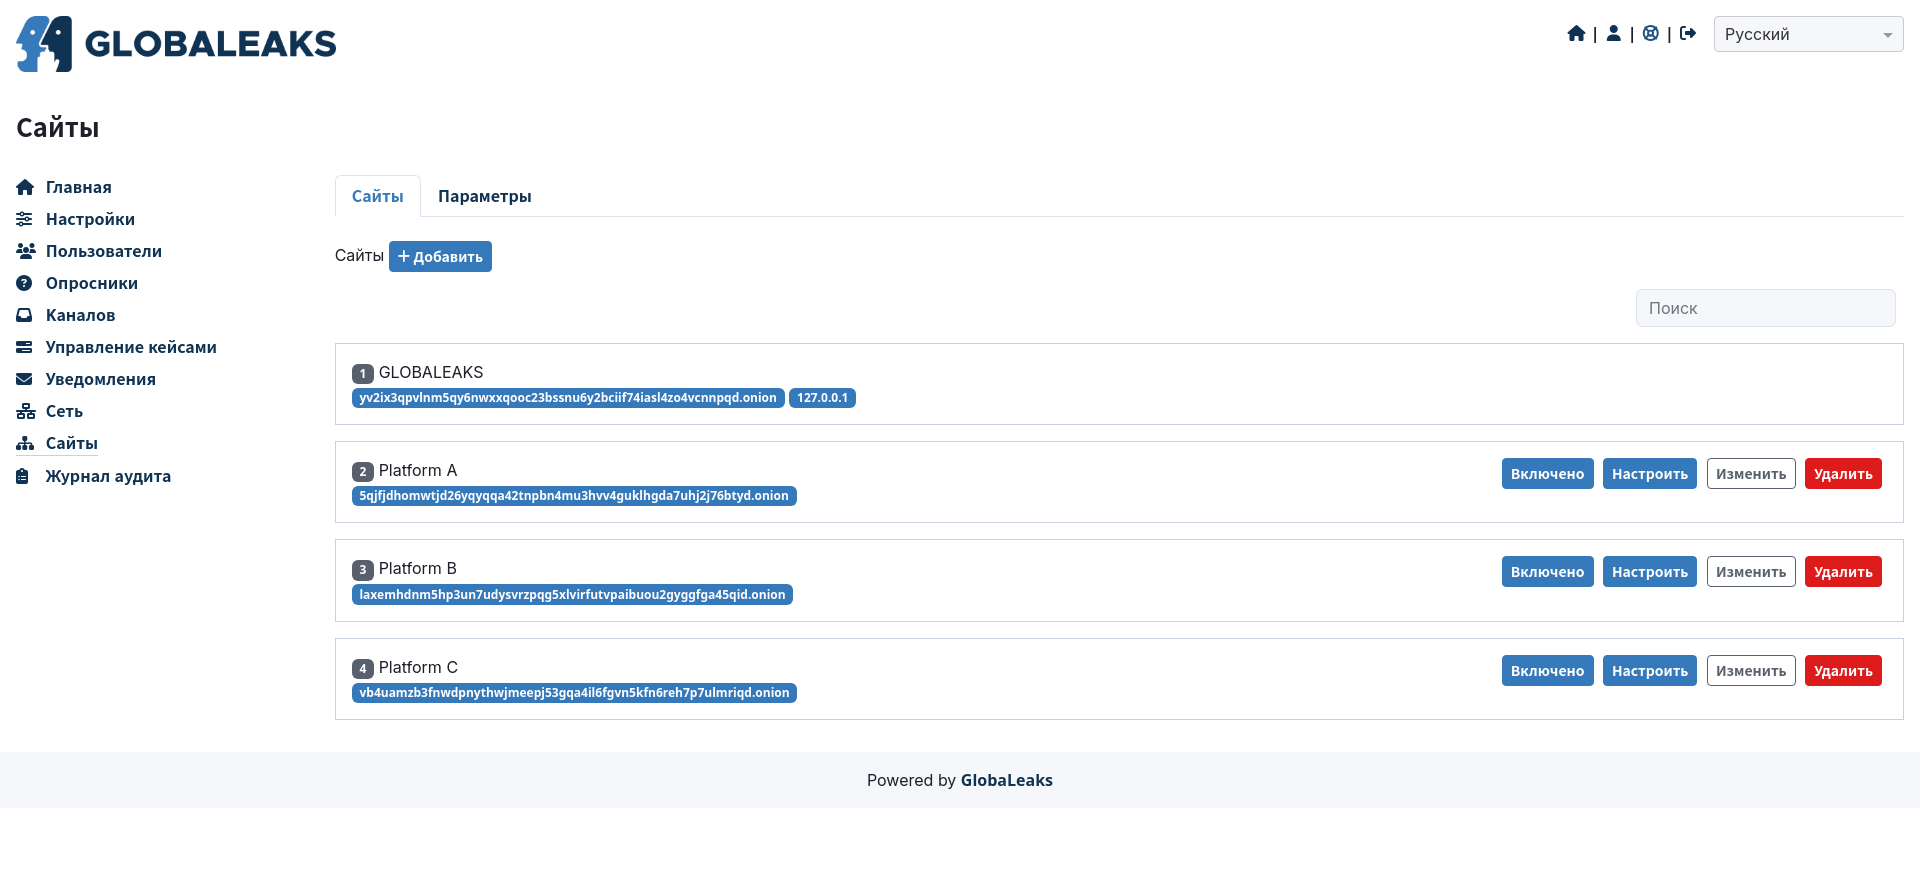 GLOBALEAKS
| | |
Русский
Сайты
Главная
Настройки
Пользователи
Опросники
Каналов
Управление кейсами
Уведомления
Сеть
Сайты
Журнал аудита
Сайты Параметры
Сайты + Добавить
Поиск
1 GLOBALEAKS
yv2ix3qpvlnm5qy6nwxxqooc23bssnu6y2bciif74iasl4zo4vcnnpqd.onion 127.0.0.1
2 Platform A Включено Настроить Изменить Удалить
5qjfjdhomwtjd26yqyqqa42tnpbn4mu3hvv4guklhgda7uhj2j76btyd.onion
3 Platform B Включено Настроить Изменить Удалить
laxemhdnm5hp3un7udysvrzpqg5xlvirfutvpaibuou2gyggfga45qid.onion
4 Platform C Включено Настроить Изменить Удалить
vb4uamzb3fnwdpnythwjmeepj53gqa4il6fgvn5kfn6reh7p7ulmriqd.onion
Powered by GlobaLeaks